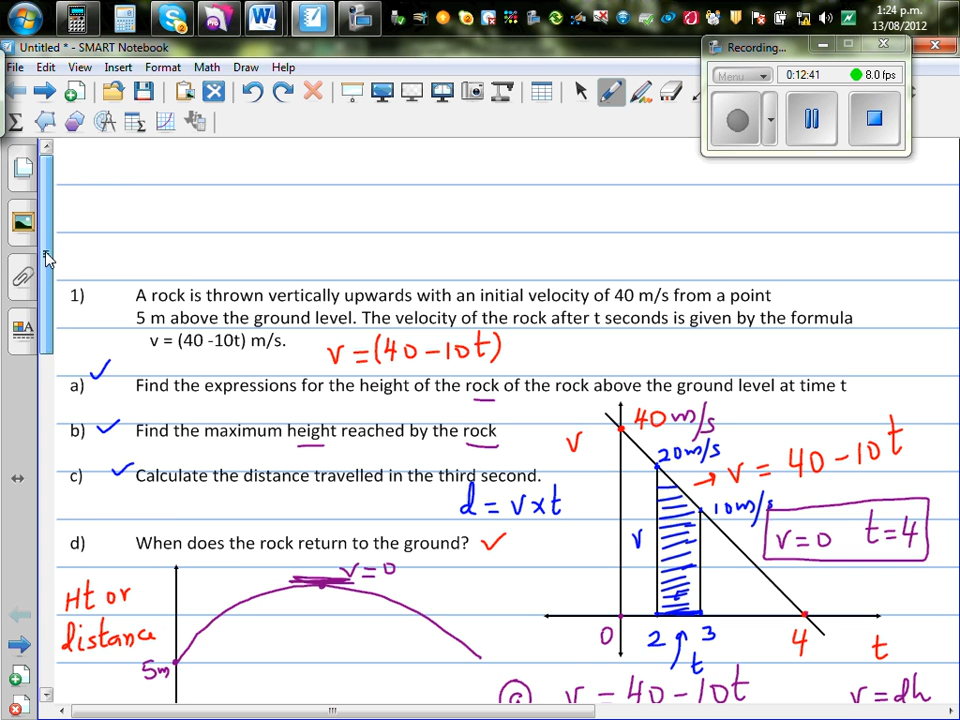 1:24 p.m.
13/08/2012
Untitled * - SMART Notebook
Recording...
File Edit View Insert Format Math Draw Help
Menu
0:12:41
8.0 fps
1) A rock is thrown vertically upwards with an initial velocity of 40 m/s from a point
5 m above the ground level. The velocity of the rock after t seconds is given by the formula
v = (40 -10t) m/s.
v = (40 - 10t)
a) Find the expressions for the height of the rock of the rock above the ground level at time t
b) Find the maximum height reached by the rock
c) Calculate the distance travelled in the third second.
d = v x t
d) When does the rock return to the ground?
40 m/s
v
20 m/s
→ v = 40 - 10t
10 m/s
v
v = 0 t = 4
0 2 3 4 t
t
v = 0
Ht or
distance
5m
c v = 40 - 10t
v = dh